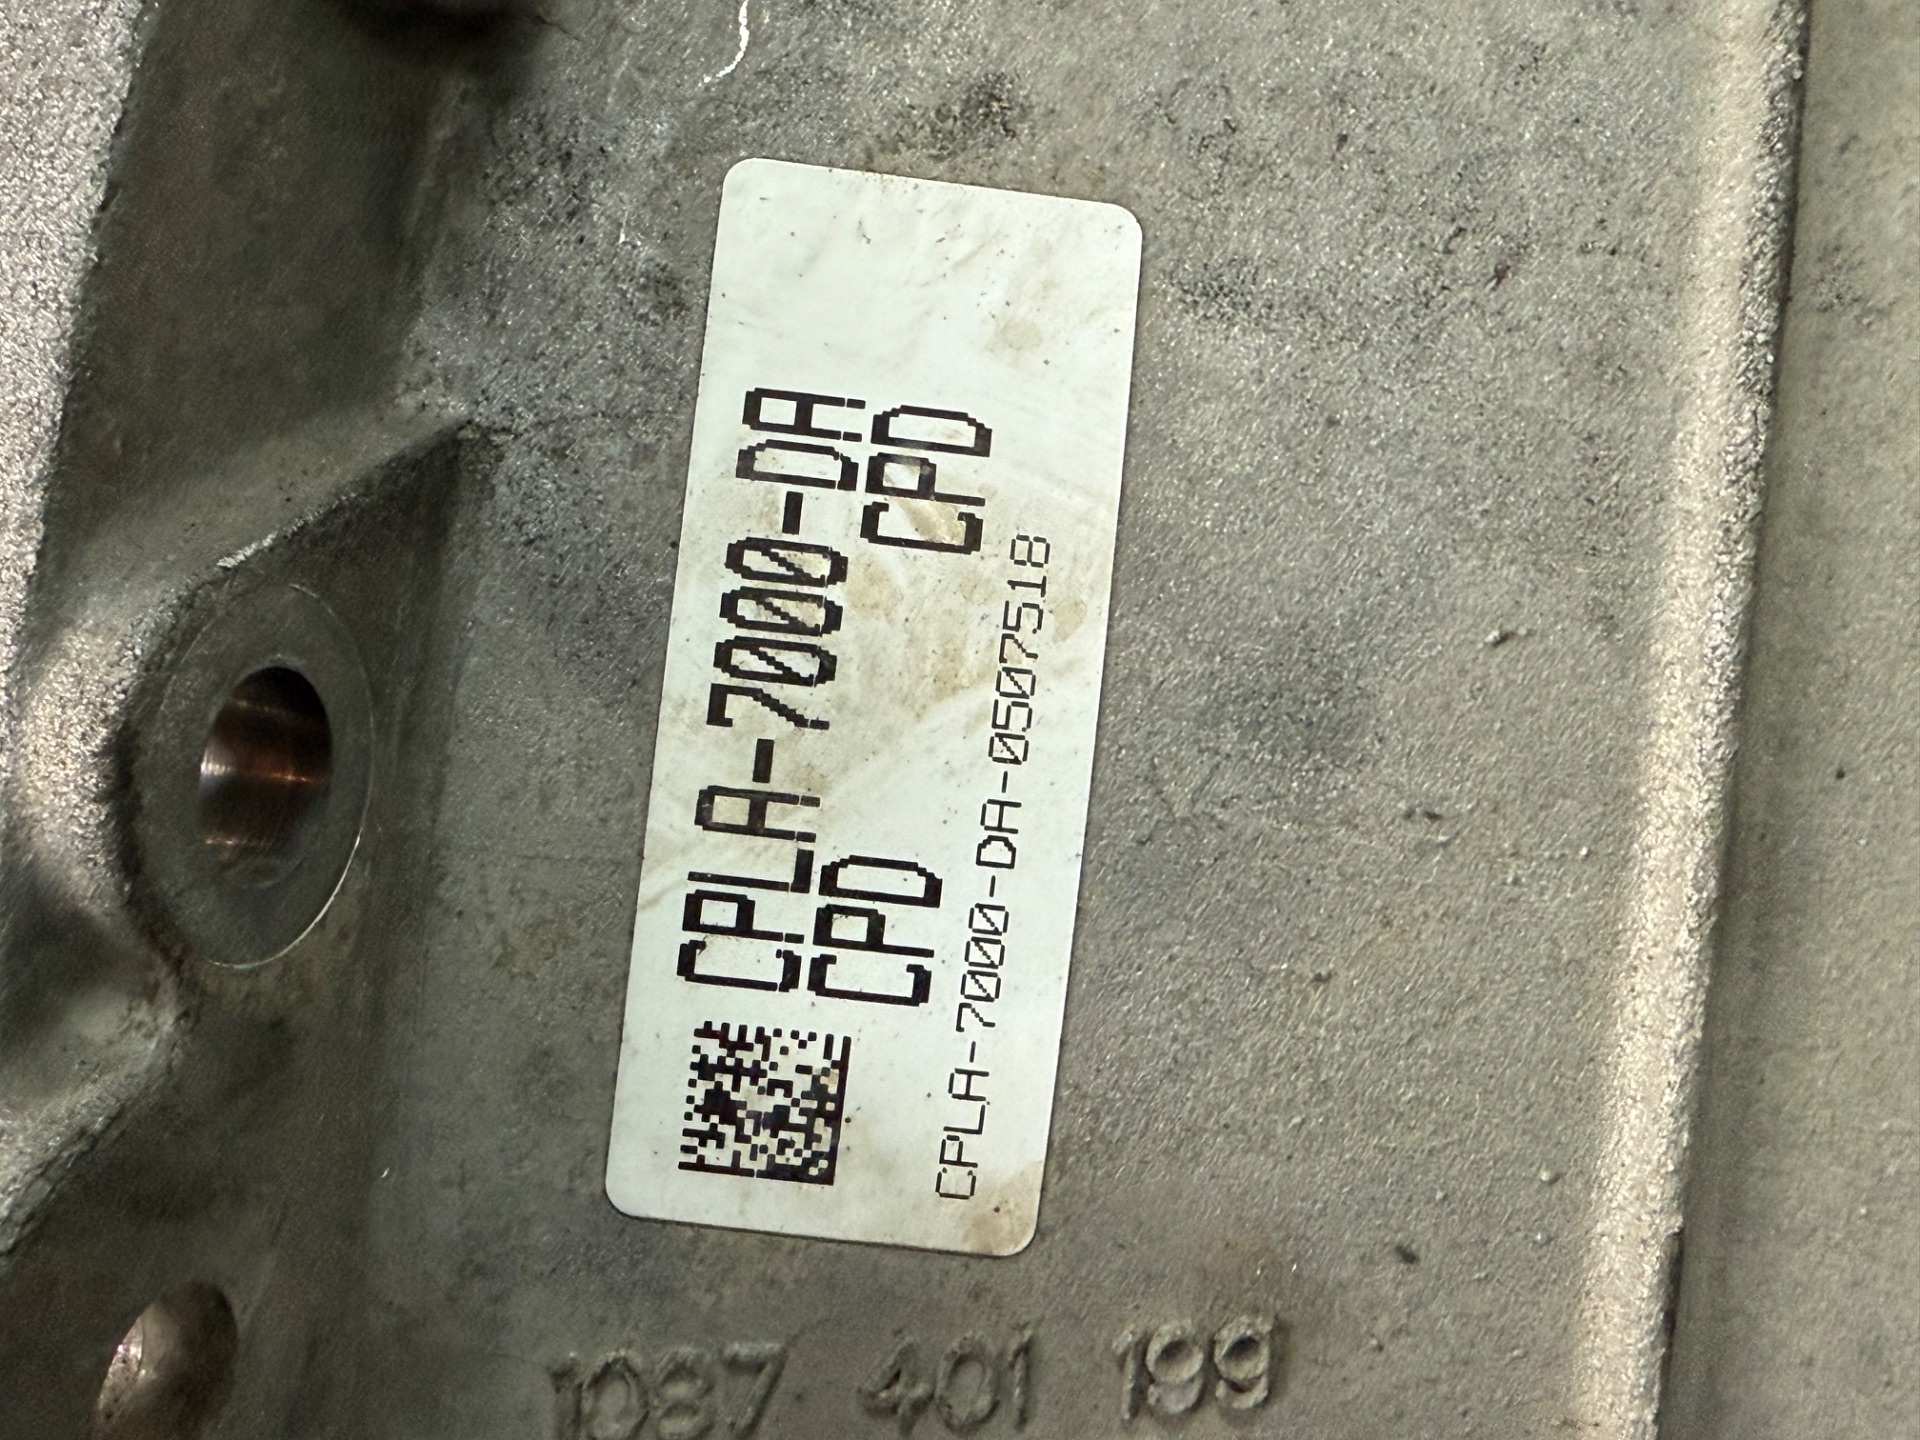 CPLA-7000-DA
CPD CPD
CPLA-7000-DA-0507518
1087 401 199